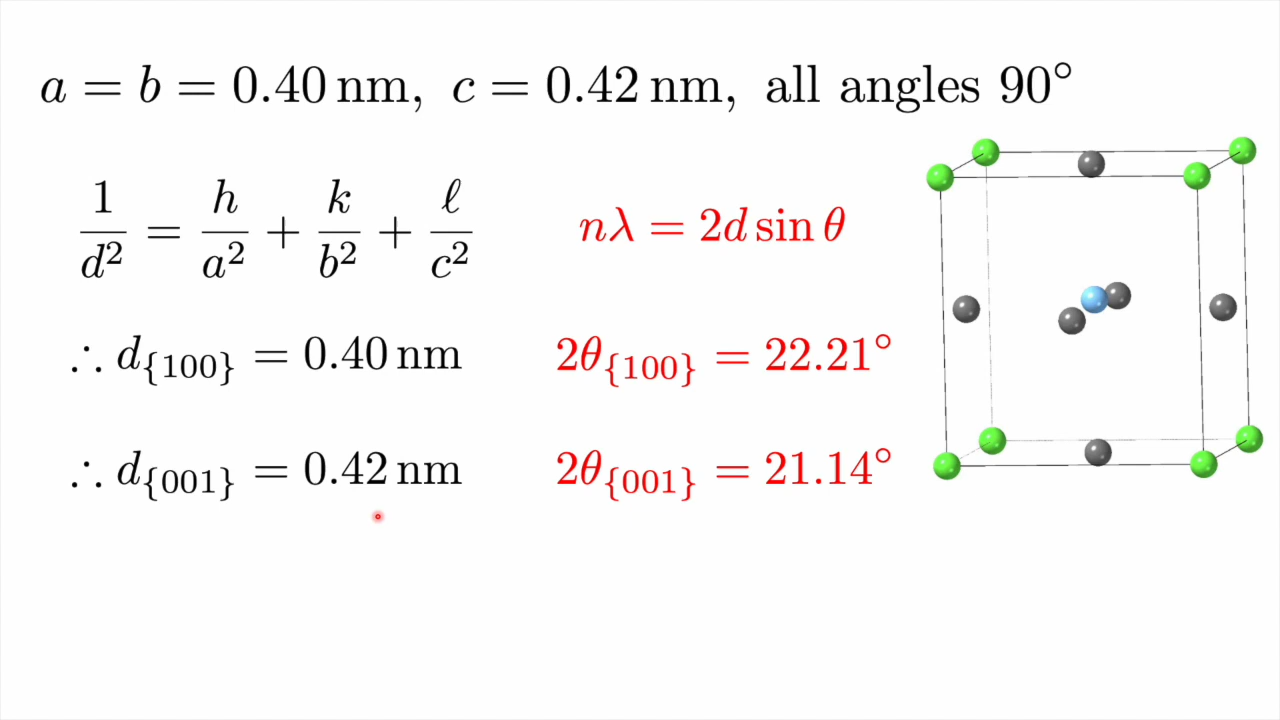 a = b = 0.40 nm, c = 0.42 nm, all angles 90°
1/d² = h/a² + k/b² + ℓ/c²
nλ = 2d sin θ
∴ d{100} = 0.40 nm
2θ{100} = 22.21°
∴ d{001} = 0.42 nm
2θ{001} = 21.14°